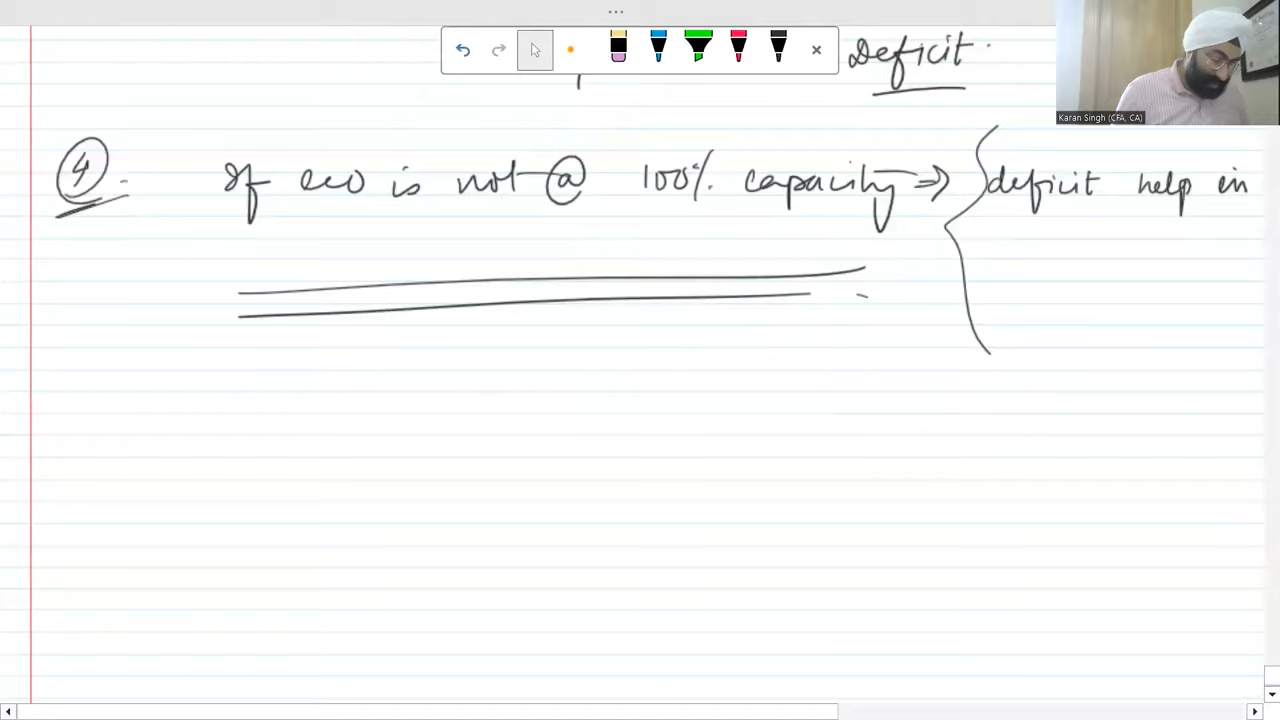 Deficit.
Karan Singh (CFA, CA)
4
If eco is not @ 100% capacity ⇒ deficit help in